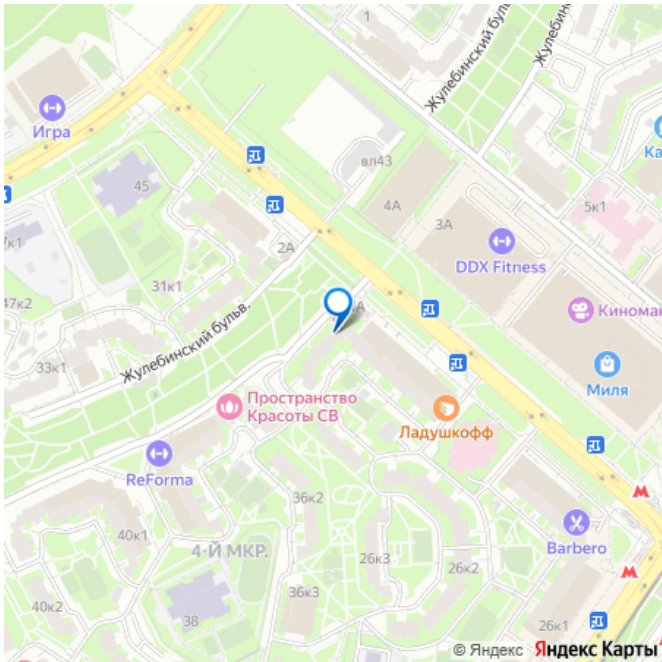 1
Жулебинский бульв.
Жулебинск
Игра
вл43
Ка
45
4А
5к1
3А
7к1
DDX Fitness
2А
31к1
47к2
Киномак
А
Жулебинский бульв.
33к1
Миля
Пространство
Красоты СВ
Ладушкофф
ReForma
36к2
40к1
Barbero
4-Й МКР.
26к3
26к2
36к3
40к2
38
26к1
© Яндекс Яндекс Карты